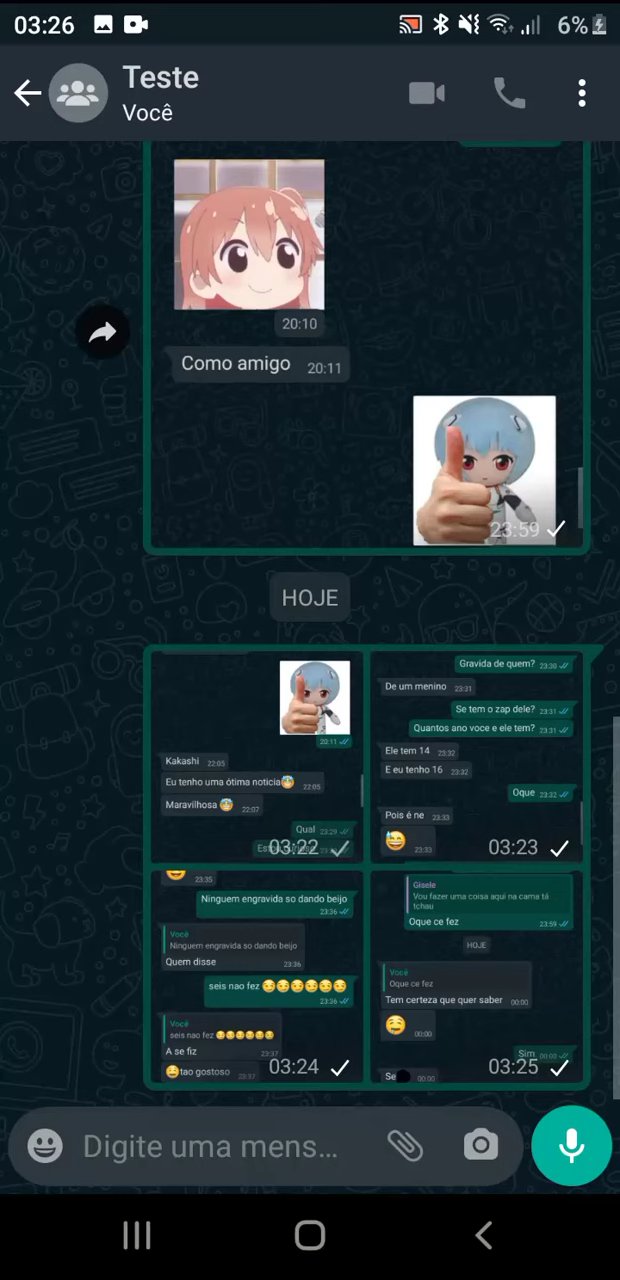 03:26
6%
Teste
Você
20:10
Como amigo 20:11
23:59
HOJE
20:11
Kakashi 22:05
Eu tenho uma ótima noticia😇 22:05
Maravilhosa 😇 22:07
Qual 23:29
03:22
Gravida de quem? 23:30
De um menino 23:31
Se tem o zap dele? 23:31
Quantos ano voce e ele tem? 23:31
Ele tem 14 23:32
E eu tenho 16 23:32
Oque 23:32
Pois é ne 23:33
😅 23:33
03:23
23:35
Ninguem engravida so dando beijo
23:36
Você
Ninguem engravida so dando beijo
Quem disse 23:36
seis nao fez 😏😏😏😏😏😏
23:36
Você
seis nao fez 😏😏😏😏😏😏
A se fiz 23:37
tao gostoso 23:37
03:24
Gisele
Vou fazer uma coisa aqui na cama tá
tchau
Oque ce fez 23:59
HOJE
Você
Oque ce fez
Tem certeza que quer saber 00:00
00:00
Sim 00:00
Se 00:00
03:25
Digite uma mens...